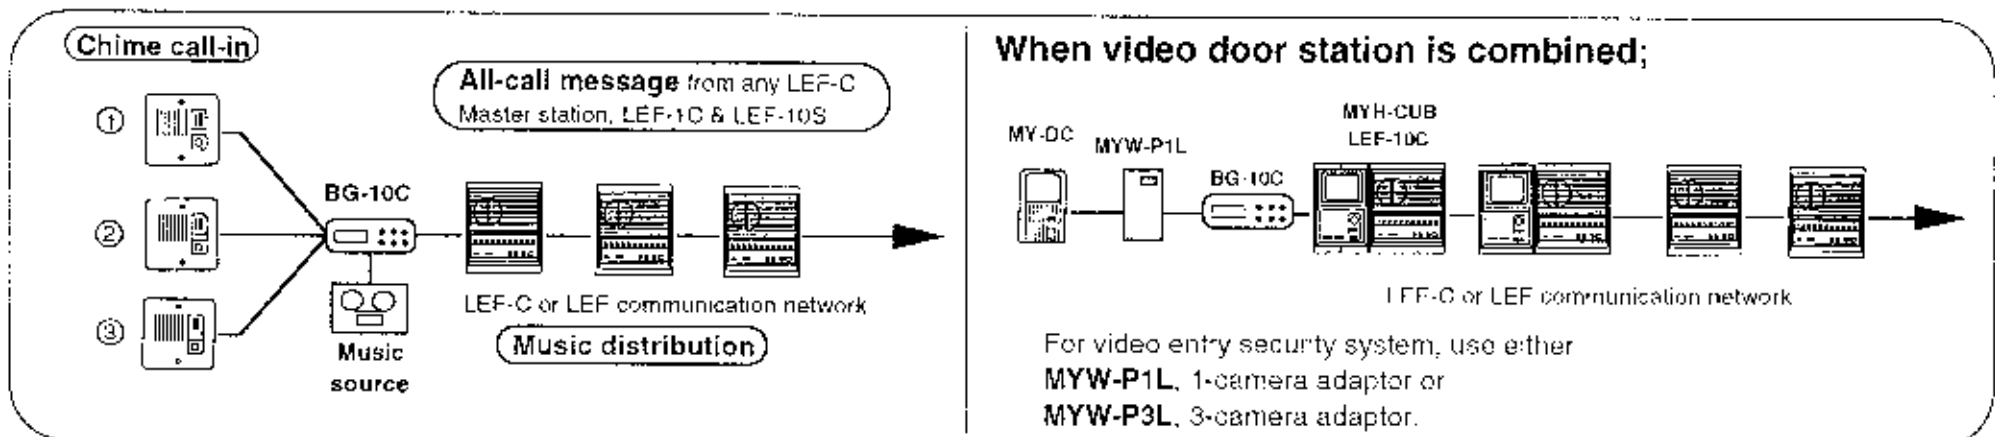 Chime call-in
All-call message from any LEF-C
Master station, LEF-1C & LEF-10S
①
②
③
BG-10C
Music
source
LEF-C or LEF communication network
Music distribution
When video door station is combined;
MY-DC
MYW-P1L
BG-10C
MYH-CUB
LEF-10C
LEF-C or LEF communication network
For video entry security system, use either
MYW-P1L, 1-camera adaptor or
MYW-P3L, 3-camera adaptor.